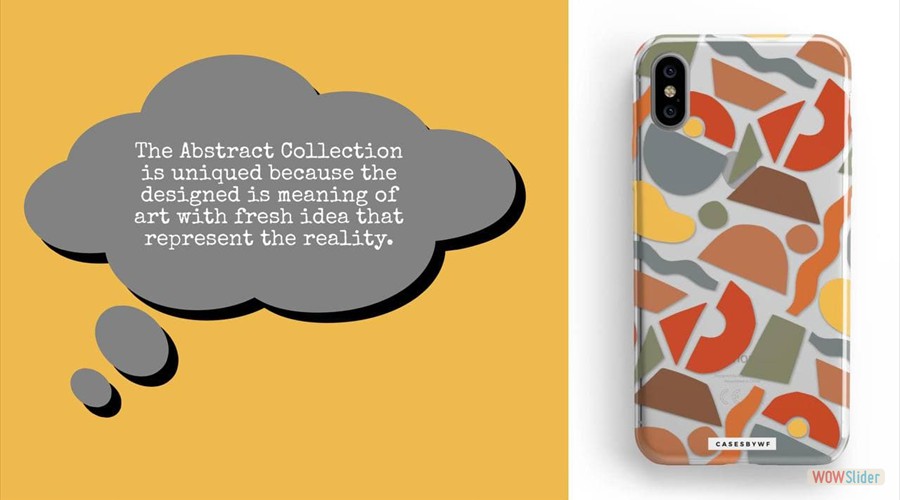 The Abstract Collection
is uniqued because the
designed is meaning of
art with fresh idea that
represent the reality.
CASESBYWF
WOWSlider